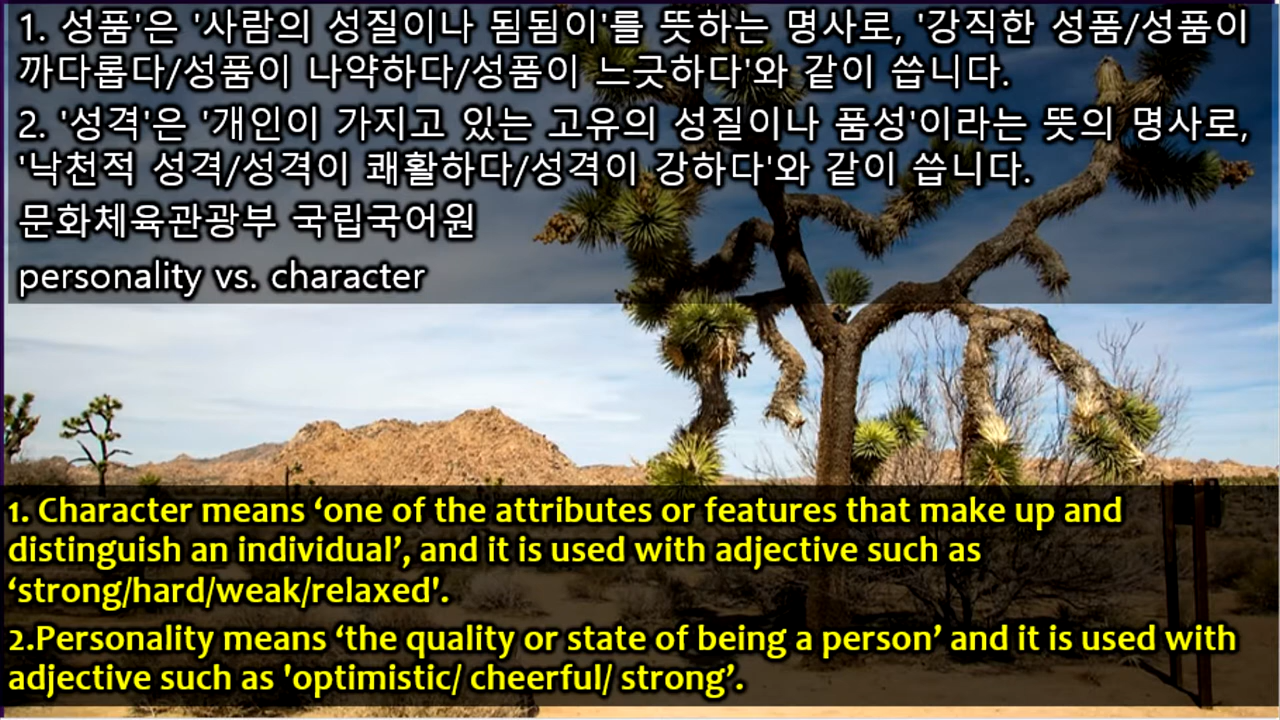 1. 성품'은 '사람의 성질이나 됨됨이'를 뜻하는 명사로, '강직한 성품/성품이
까다롭다/성품이 나약하다/성품이 느긋하다'와 같이 씁니다.
2. '성격'은 '개인이 가지고 있는 고유의 성질이나 품성'이라는 뜻의 명사로,
'낙천적 성격/성격이 쾌활하다/성격이 강하다'와 같이 씁니다.
문화체육관광부 국립국어원
personality vs. character
1. Character means ‘one of the attributes or features that make up and
distinguish an individual’, and it is used with adjective such as
‘strong/hard/weak/relaxed'.
2.Personality means ‘the quality or state of being a person’ and it is used with
adjective such as 'optimistic/ cheerful/ strong’.